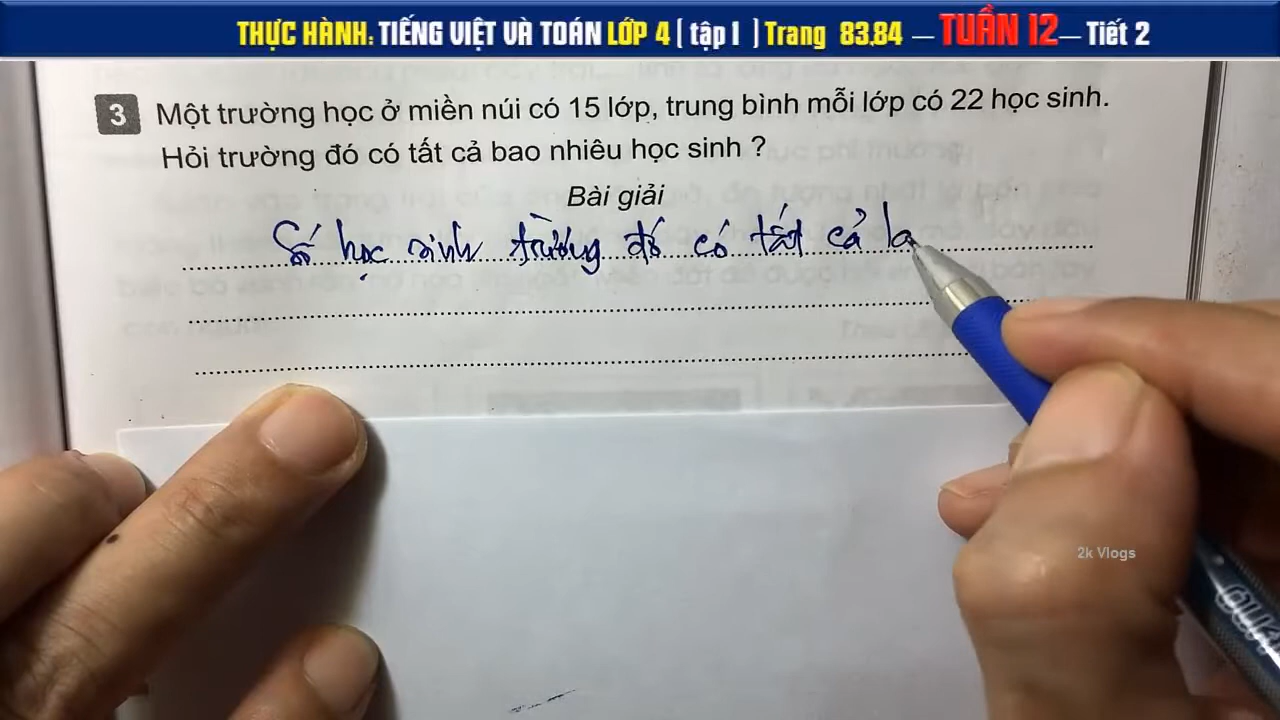 THỰC HÀNH: TIẾNG VIỆT VÀ TOÁN LỚP 4 ( tập 1 ) Trang 83,84 – TUẦN 12 – Tiết 2
3 Một trường học ở miền núi có 15 lớp, trung bình mỗi lớp có 22 học sinh.
Hỏi trường đó có tất cả bao nhiêu học sinh ?
Bài giải
Số học sinh trường đó có tất cả la
2k Vlogs